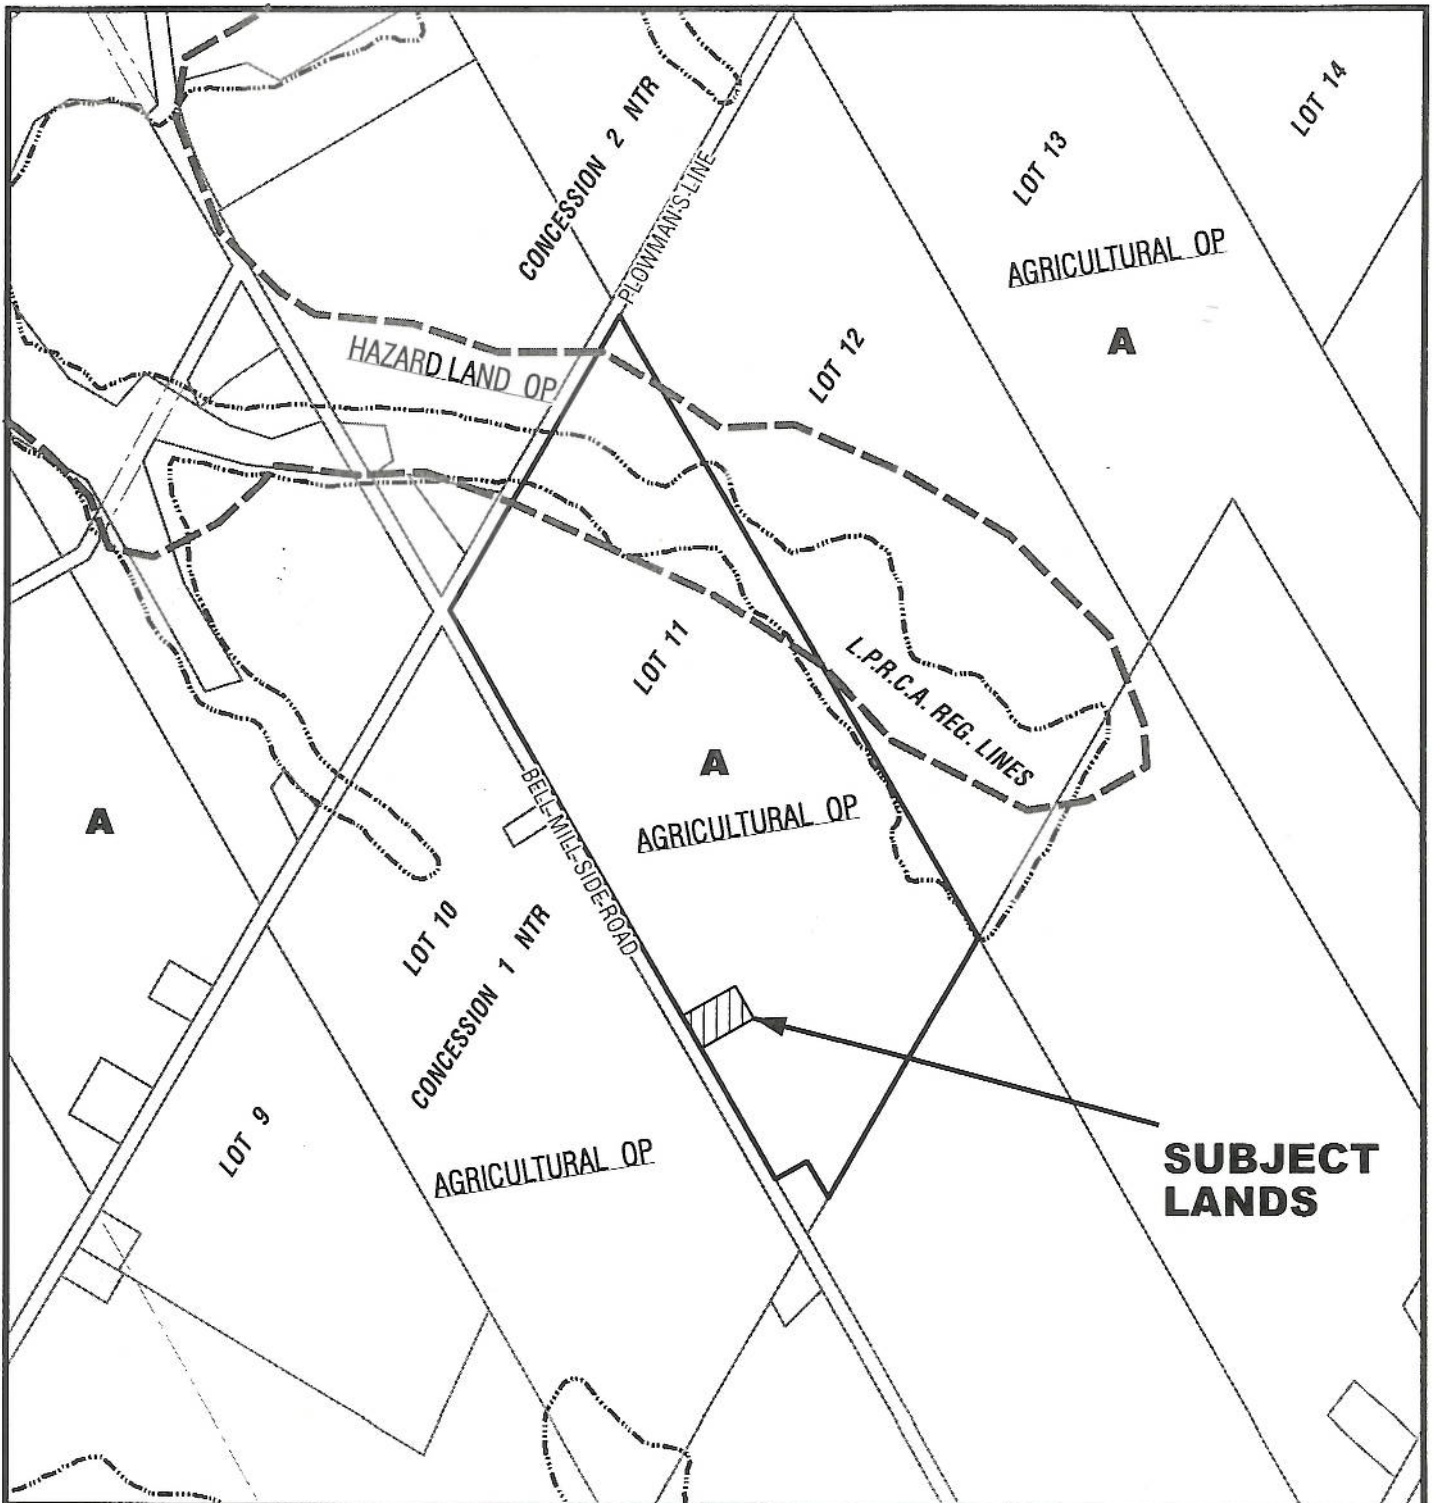 LOT 14
CONCESSION 2 NTR
LOT 13
PLOWMAN'S LINE
AGRICULTURAL OP
A
HAZARD LAND OP
LOT 12
LOT 11
L.P.R.C.A. REG. LINES
A
AGRICULTURAL OP
A
BELL MILL SIDE ROAD
LOT 10
CONCESSION 1 NTR
LOT 9
AGRICULTURAL OP
SUBJECT
LANDS